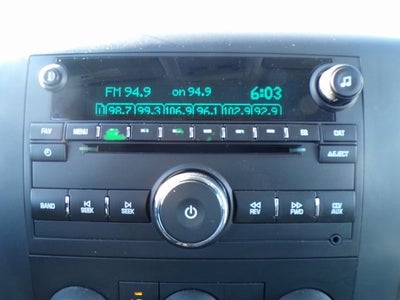 FM 94.9 on 94.9 6:03
98.7 99.3 106.9 96.1 102.9 92.9
FAV MENU CAT
EJECT
BAND SEEK SEEK REV FWD CD/
AUX